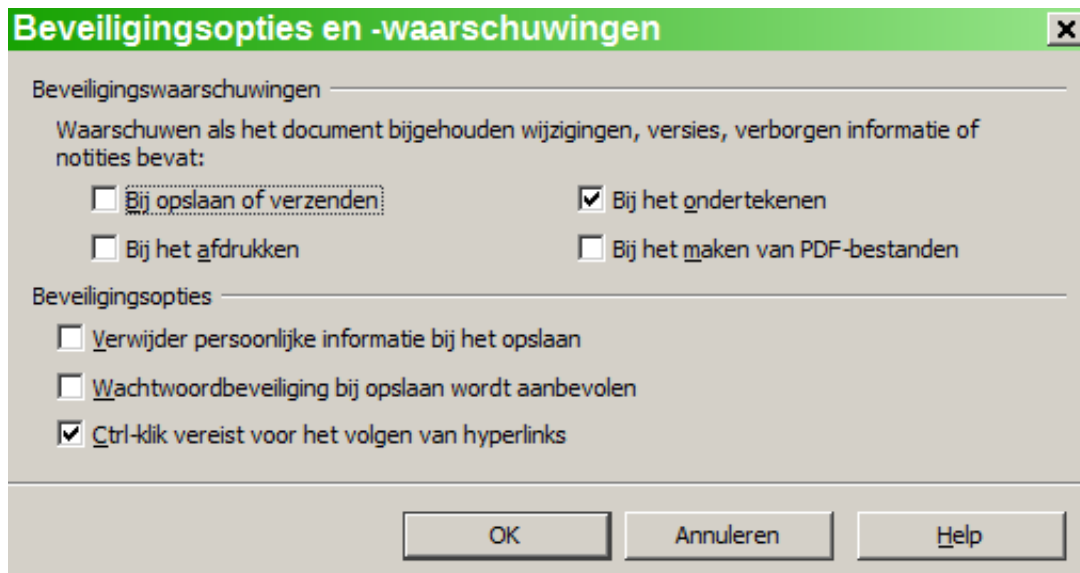 Beveiligingsopties en -waarschuwingen
Beveiligingswaarschuwingen
Waarschuwen als het document bijgehouden wijzigingen, versies, verborgen informatie of
notities bevat:
Bij opslaan of verzenden
Bij het ondertekenen
Bij het afdrukken
Bij het maken van PDF-bestanden
Beveiligingsopties
Verwijder persoonlijke informatie bij het opslaan
Wachtwoordbeveiliging bij opslaan wordt aanbevolen
Ctrl-klik vereist voor het volgen van hyperlinks
OK
Annuleren
Help